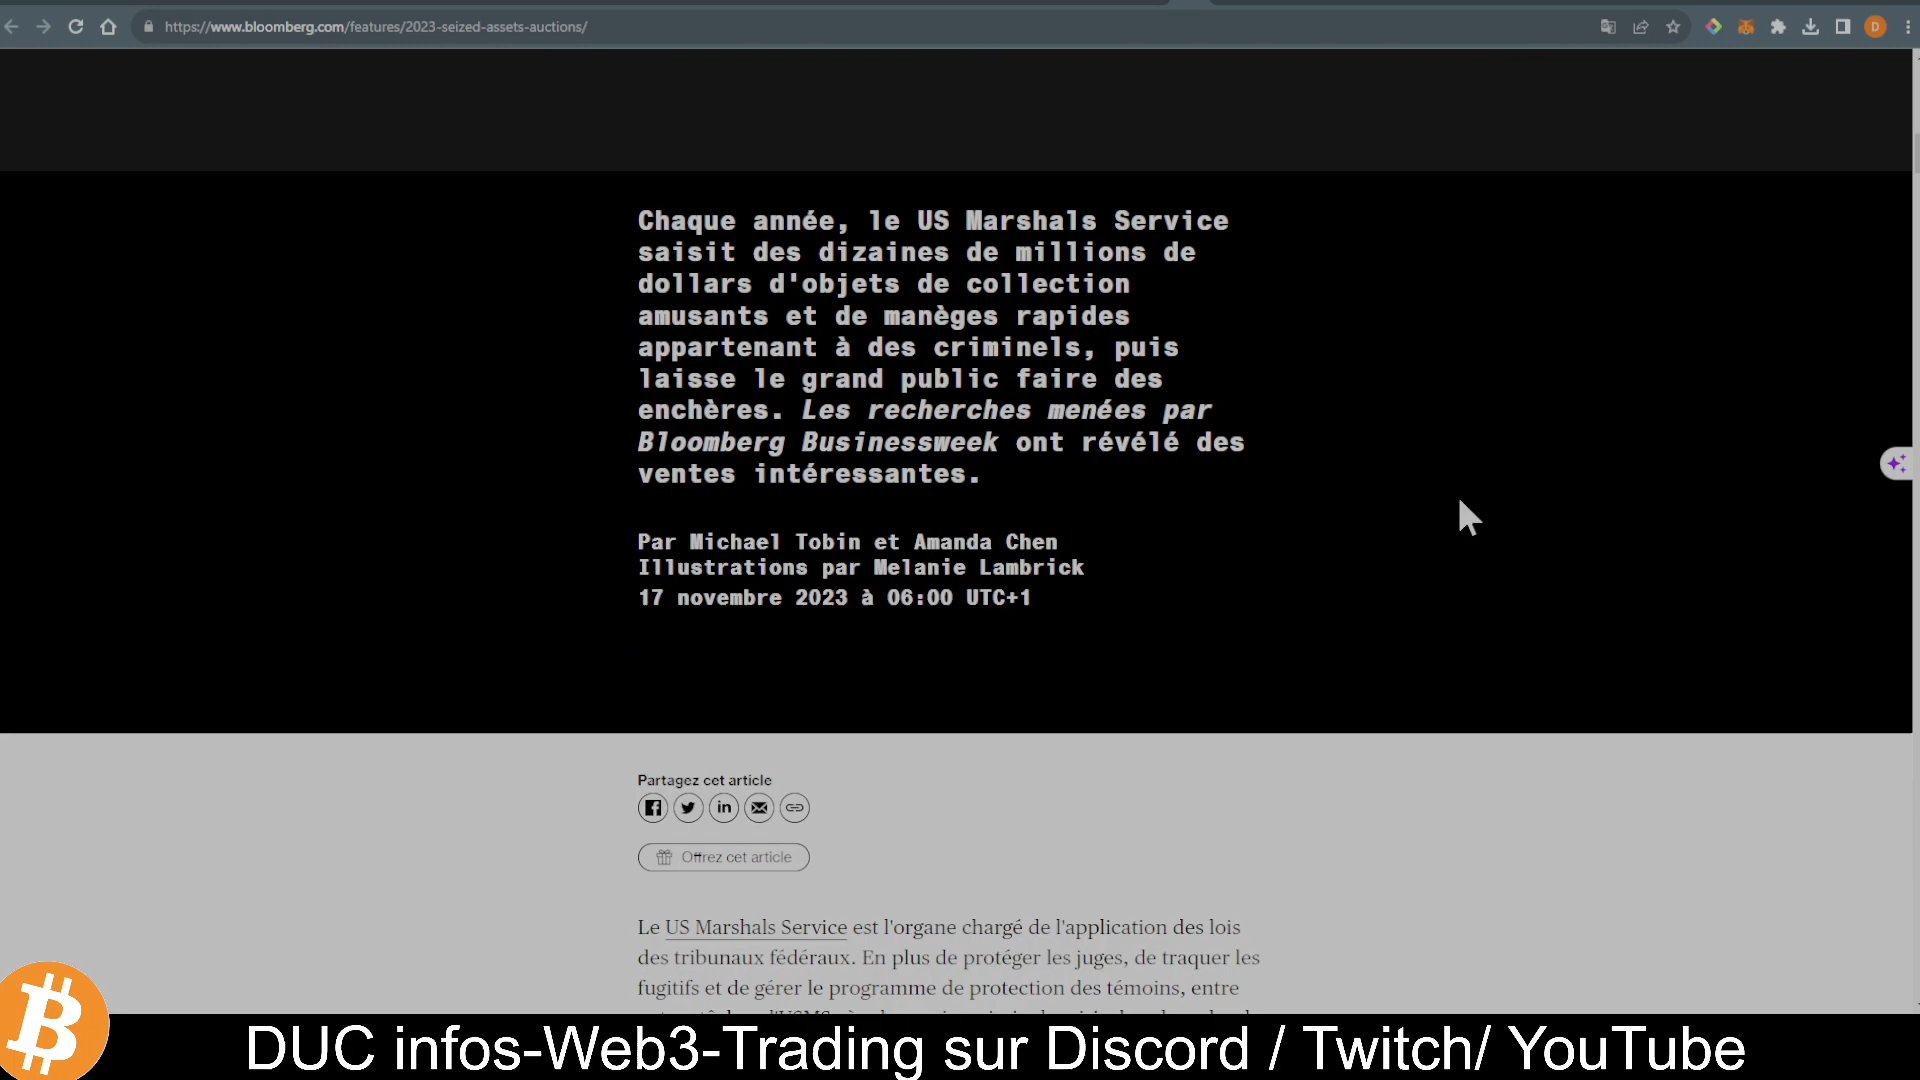 https://www.bloomberg.com/features/2023-seized-assets-auctions/
D
Chaque année, le US Marshals Service
saisit des dizaines de millions de
dollars d'objets de collection
amusants et de manèges rapides
appartenant à des criminels, puis
laisse le grand public faire des
enchères. Les recherches menées par
Bloomberg Businessweek ont révélé des
ventes intéressantes.
Par Michael Tobin et Amanda Chen
Illustrations par Melanie Lambrick
17 novembre 2023 à 06:00 UTC+1
Partagez cet article
Offrez cet article
Le US Marshals Service est l'organe chargé de l'application des lois
des tribunaux fédéraux. En plus de protéger les juges, de traquer les
fugitifs et de gérer le programme de protection des témoins, entre
DUC infos-Web3-Trading sur Discord / Twitch/ YouTube